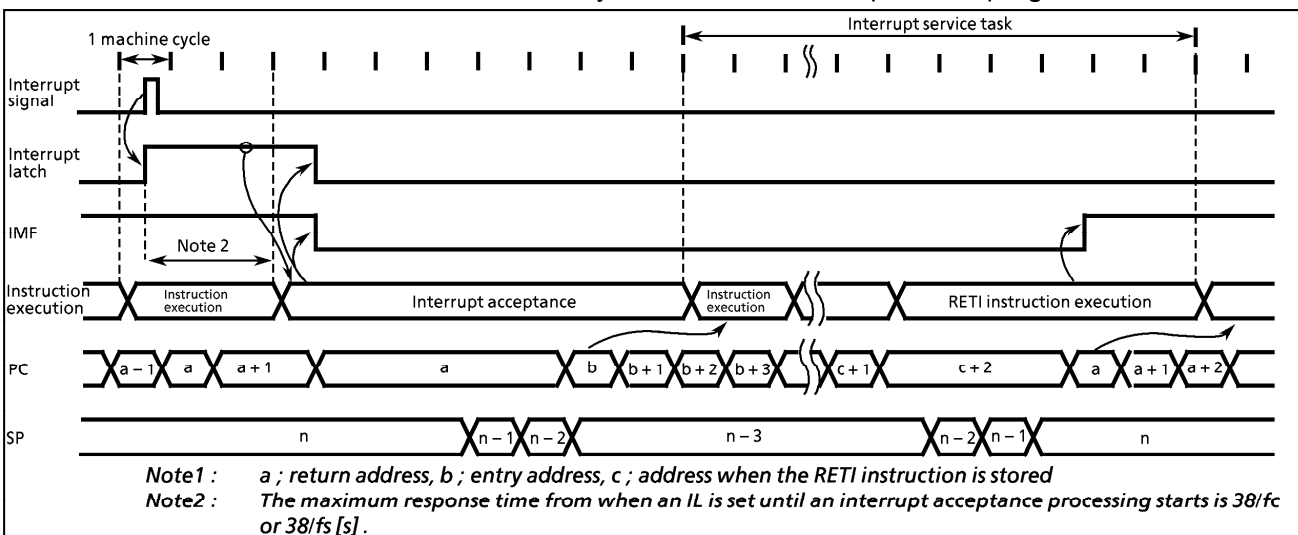 Interrupt service task
1 machine cycle
Interrupt
signal
Interrupt
latch
IMF
Note 2
Instruction
execution
Instruction
execution
Interrupt acceptance
Instruction
execution
RETI instruction execution
PC
a – 1
a
a + 1
a
b
b + 1
b + 2
b + 3
c + 1
c + 2
a
a + 1
a + 2
SP
n
n – 1
n – 2
n – 3
n – 2
n – 1
n
Note1 : a ; return address, b ; entry address, c ; address when the RETI instruction is stored
Note2 : The maximum response time from when an IL is set until an interrupt acceptance processing starts is 38/fc
or 38/fs [s] .